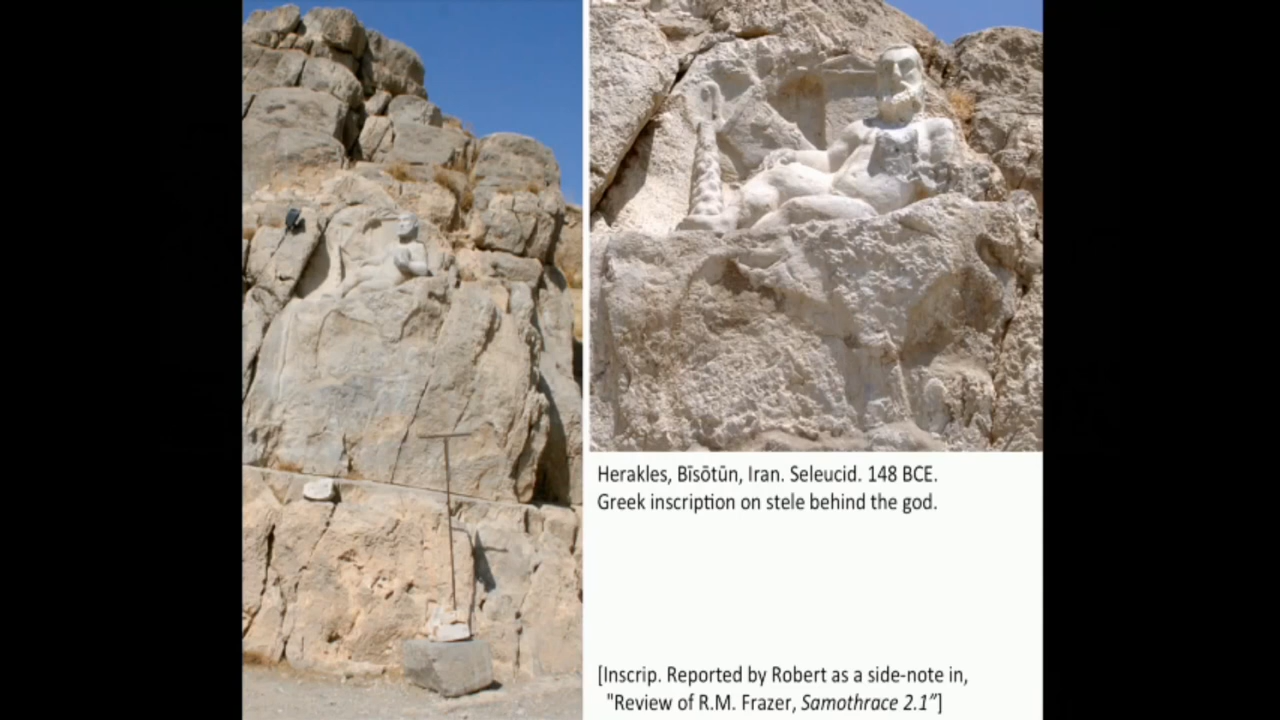 Herakles, Bīsōtūn, Iran. Seleucid. 148 BCE.
Greek inscription on stele behind the god.
[Inscrip. Reported by Robert as a side-note in,
"Review of R.M. Frazer, Samothrace 2.1”]